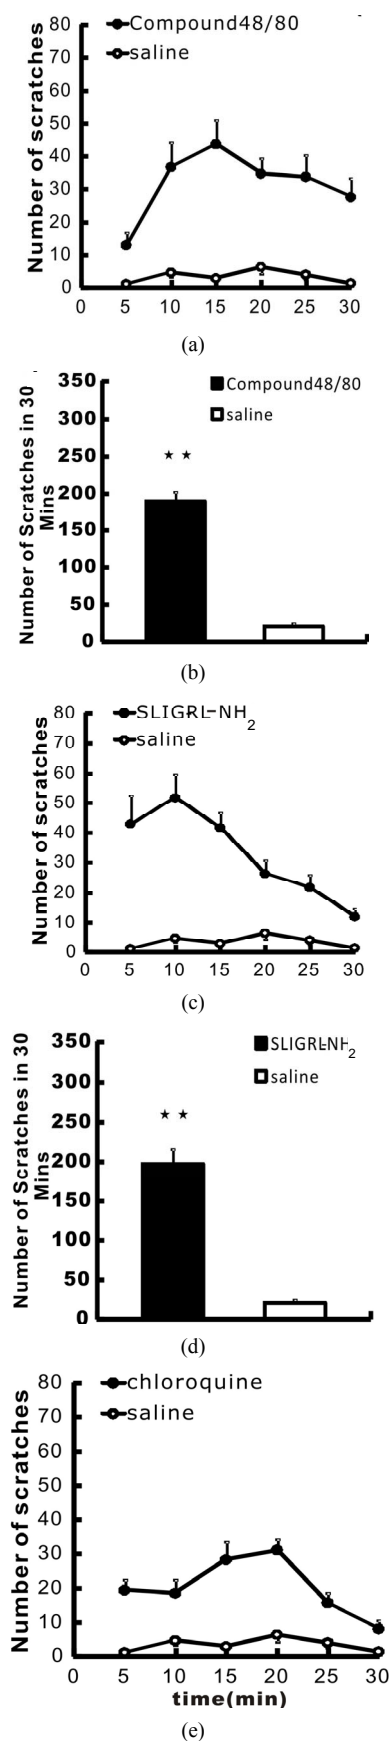 Compound48/80
saline
Number of scratches
80
70
60
50
40
30
20
10
0
0 5 10 15 20 25 30
(a)
Compound48/80
saline
Number of Scratches in 30
Mins
350
300
250
200
150
100
50
0
★ ★
(b)
SLIGRL-NH2
saline
Number of scratches
80
70
60
50
40
30
20
10
0
0 5 10 15 20 25 30
(c)
SLIGRL-NH2
saline
Number of Scratches in 30
Mins
350
300
250
200
150
100
50
0
★ ★
(d)
chloroquine
saline
Number of scratches
80
70
60
50
40
30
20
10
0
0 5 10 15 20 25 30
time(min)
(e)